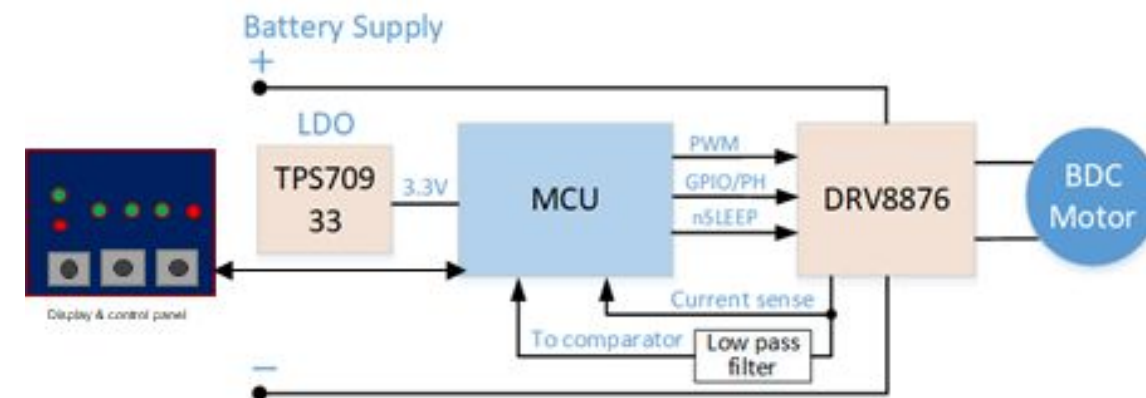 Battery Supply
+
LDO
TPS709
33
3.3V
MCU
PWM
GPIO/PH
nSLEEP
DRV8876
BDC
Motor
Display & control panel
Current sense
To comparator
Low pass
filter
−